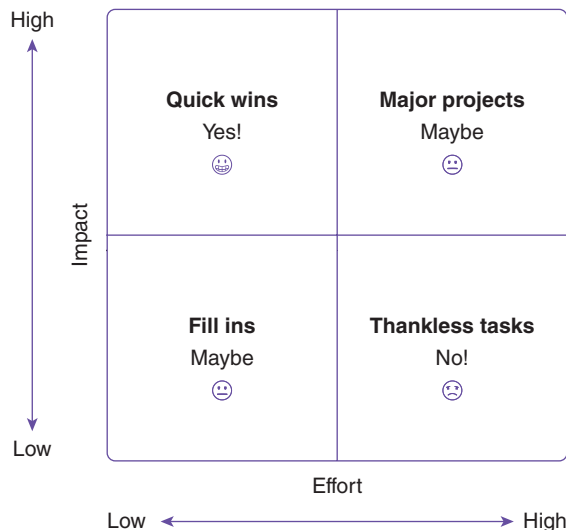 High
Quick wins
Yes!
Major projects
Maybe
Impact
Fill ins
Maybe
Thankless tasks
No!
Low
Effort
Low
High